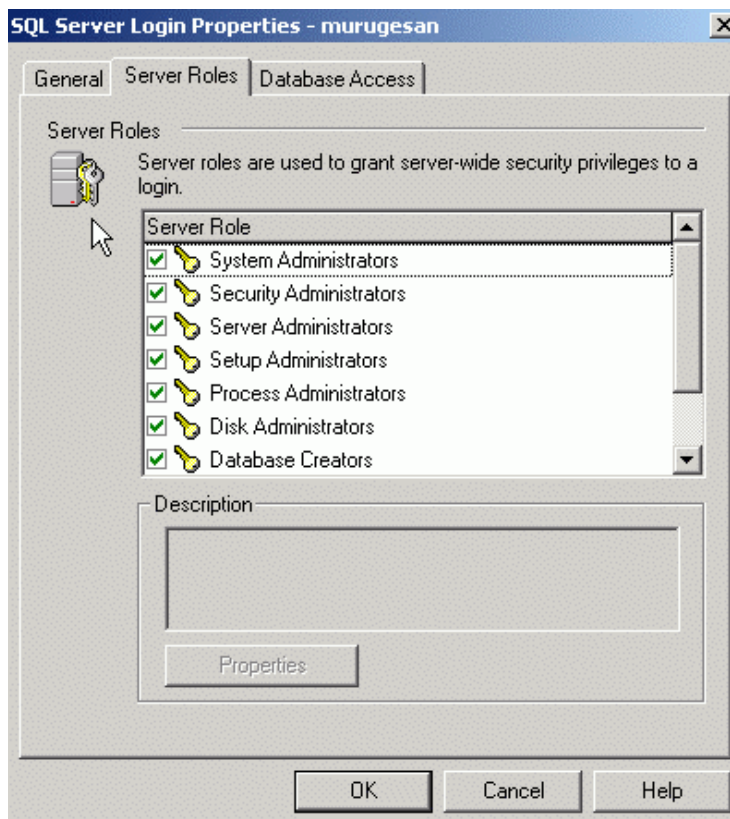 SQL Server Login Properties - murugesan
General
Server Roles
Database Access
Server Roles
Server roles are used to grant server-wide security privileges to a
login.
Server Role
System Administrators
Security Administrators
Server Administrators
Setup Administrators
Process Administrators
Disk Administrators
Database Creators
Description
Properties
OK
Cancel
Help